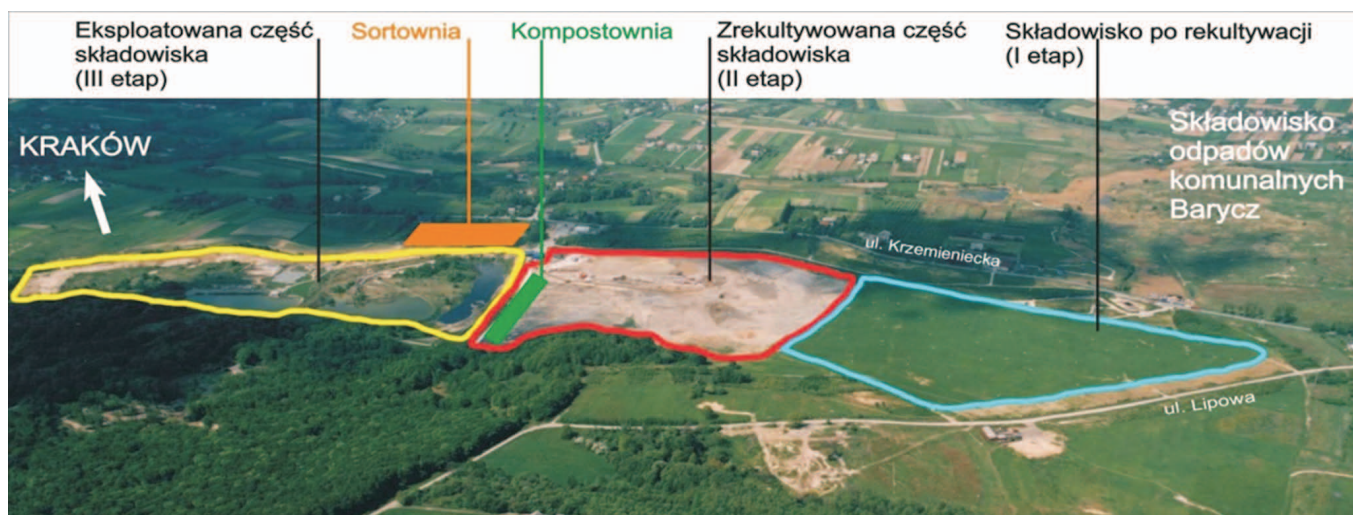 Eksploatowana część
składowiska
(III etap)
Sortownia
Kompostownia
Zrekultywowana część
składowiska
(II etap)
Składowisko po rekultywacji
(I etap)
KRAKÓW
Składowisko
odpadów
komunalnych
Barycz
ul. Krzemieniecka
ul. Lipowa